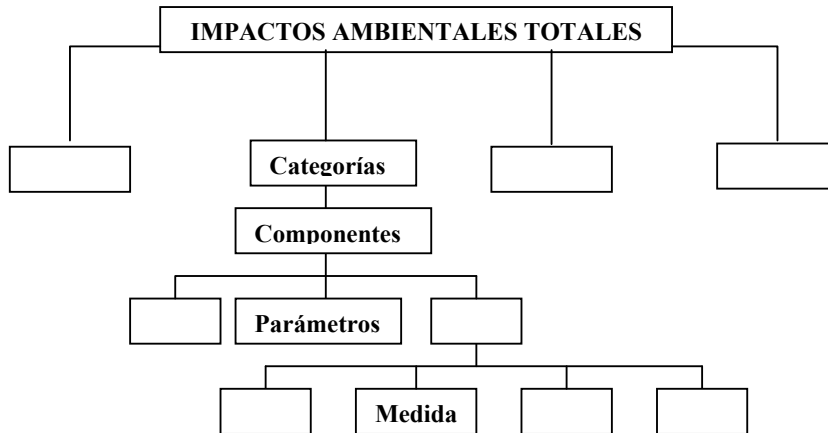 IMPACTOS AMBIENTALES TOTALES
Categorías
Componentes
Parámetros
Medida